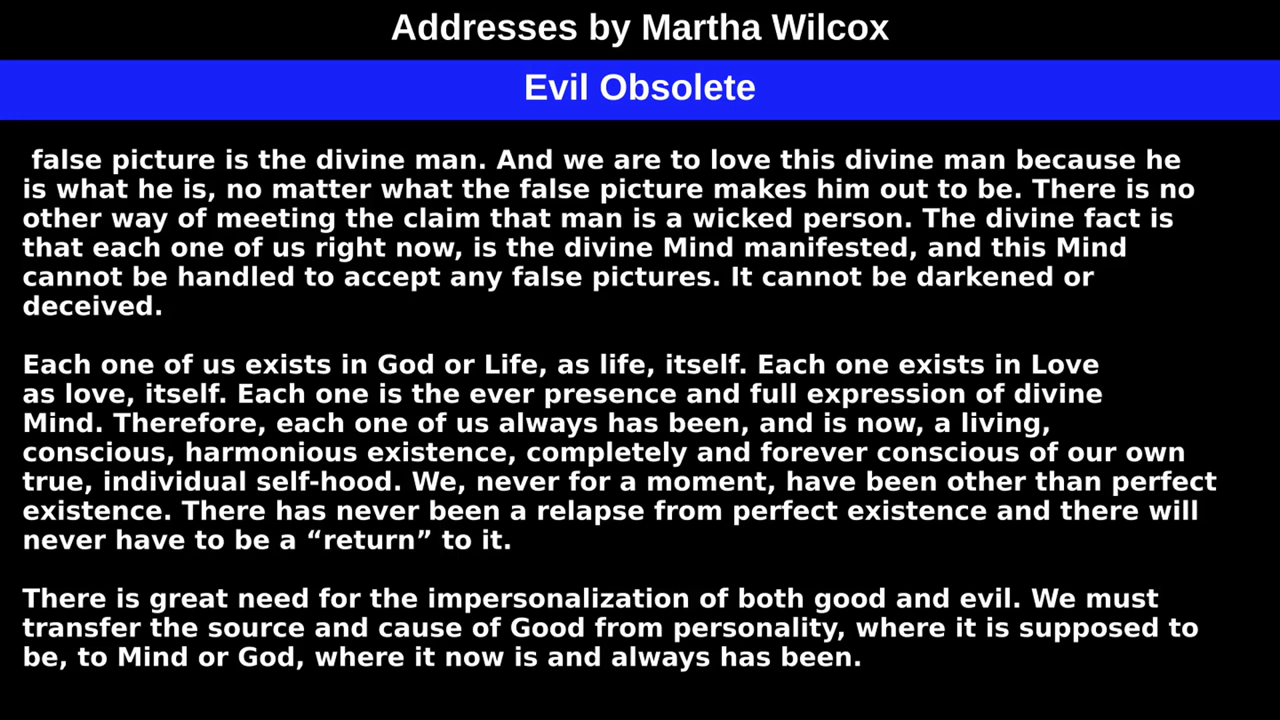 Addresses by Martha Wilcox
Evil Obsolete
false picture is the divine man. And we are to love this divine man because he
is what he is, no matter what the false picture makes him out to be. There is no
other way of meeting the claim that man is a wicked person. The divine fact is
that each one of us right now, is the divine Mind manifested, and this Mind
cannot be handled to accept any false pictures. It cannot be darkened or
deceived.
Each one of us exists in God or Life, as life, itself. Each one exists in Love
as love, itself. Each one is the ever presence and full expression of divine
Mind. Therefore, each one of us always has been, and is now, a living,
conscious, harmonious existence, completely and forever conscious of our own
true, individual self-hood. We, never for a moment, have been other than perfect
existence. There has never been a relapse from perfect existence and there will
never have to be a “return” to it.
There is great need for the impersonalization of both good and evil. We must
transfer the source and cause of Good from personality, where it is supposed to
be, to Mind or God, where it now is and always has been.